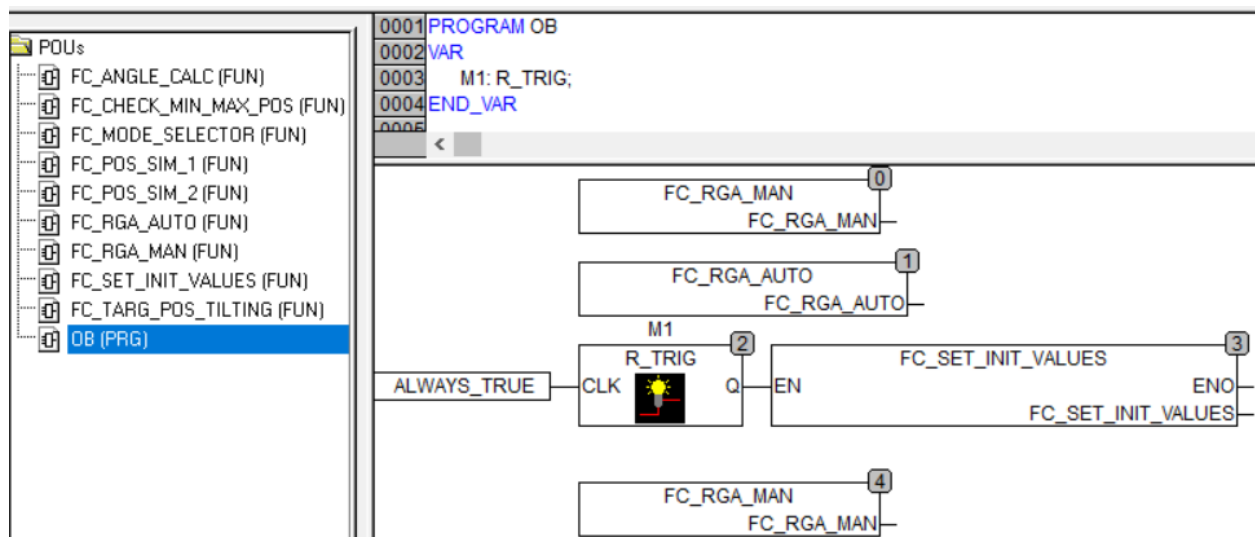 POUs
FC_ANGLE_CALC (FUN)
FC_CHECK_MIN_MAX_POS (FUN)
FC_MODE_SELECTOR (FUN)
FC_POS_SIM_1 (FUN)
FC_POS_SIM_2 (FUN)
FC_RGA_AUTO (FUN)
FC_RGA_MAN (FUN)
FC_SET_INIT_VALUES (FUN)
FC_TARG_POS_TILTING (FUN)
OB (PRG)
0001 PROGRAM OB
0002 VAR
0003 M1: R_TRIG;
0004 END_VAR
0005
<
0
FC_RGA_MAN
FC_RGA_MAN
1
FC_RGA_AUTO
FC_RGA_AUTO
M1
2
3
R_TRIG
FC_SET_INIT_VALUES
ALWAYS_TRUE CLK Q EN ENO
FC_SET_INIT_VALUES
4
FC_RGA_MAN
FC_RGA_MAN